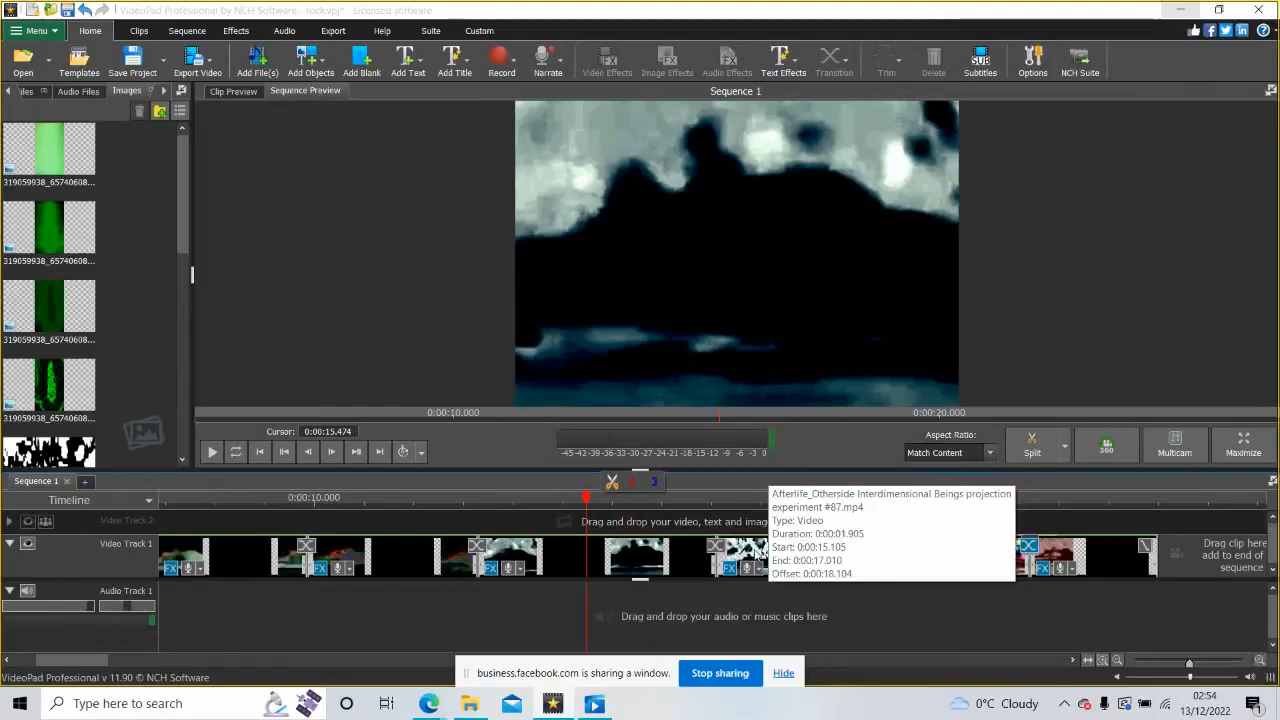 VideoPad Professional by NCH Software - rock.vpj * Licensed software
Menu Home Clips Sequence Effects Audio Export Video Help Suite Custom
Open Templates Save Project Export Video Add File(s) Add Objects Add Blank Add Text Add Title Record Narrate Video Effects Image Effects Audio Effects Text Effects Transition Trim Delete Subtitles Options NCH Suite
Audio Files Images Clip Preview Sequence Preview Sequence 1
319059938_65740608...
319059938_65740608...
319059938_65740608...
319059938_65740608...
0:00:10.000 0:00:20.000
Cursor: 0:00:15.474
-45 -42 -39 -36 -33 -30 -27 -24 -21 -18 -15 -12 -9 -6 -3 0
Aspect Ratio:
Match Content
Split 360 Multicam Maximize
Sequence 1
Timeline 0:00:10.000
Afterlife_Otherside Interdimensional Beings projection
experiment #87.mp4
Type: Video
Duration: 0:00:01.905
Start: 0:00:15.105
End: 0:00:17.010
Offset: 0:00:18.104
Video Track 2 Drag and drop your video, text and imag
Video Track 1 FX FX FX FX FX
Drag clip here
add to end of
sequence
Audio Track 1
Drag and drop your audio or music clips here
business.facebook.com is sharing a window. Stop sharing Hide
VideoPad Professional v 11.90 © NCH Software
Type here to search
0°C Cloudy
02:54
13/12/2022